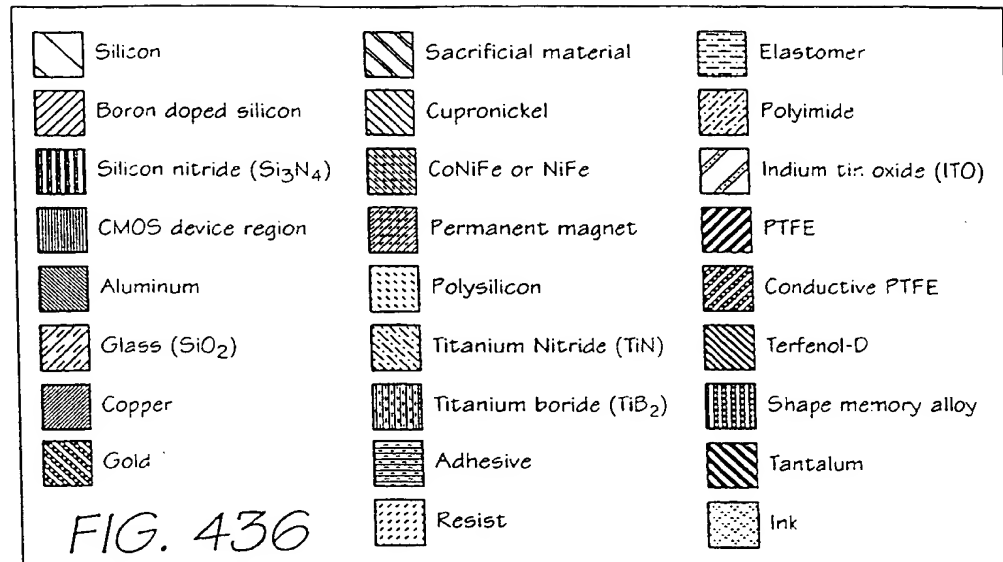 Silicon
Boron doped silicon
Silicon nitride (Si3N4)
CMOS device region
Aluminum
Glass (SiO2)
Copper
Gold
FIG. 436
Sacrificial material
Cupronickel
CoNiFe or NiFe
Permanent magnet
Polysilicon
Titanium Nitride (TiN)
Titanium boride (TiB2)
Adhesive
Resist
Elastomer
Polyimide
Indium tin oxide (ITO)
PTFE
Conductive PTFE
Terfenol-D
Shape memory alloy
Tantalum
Ink